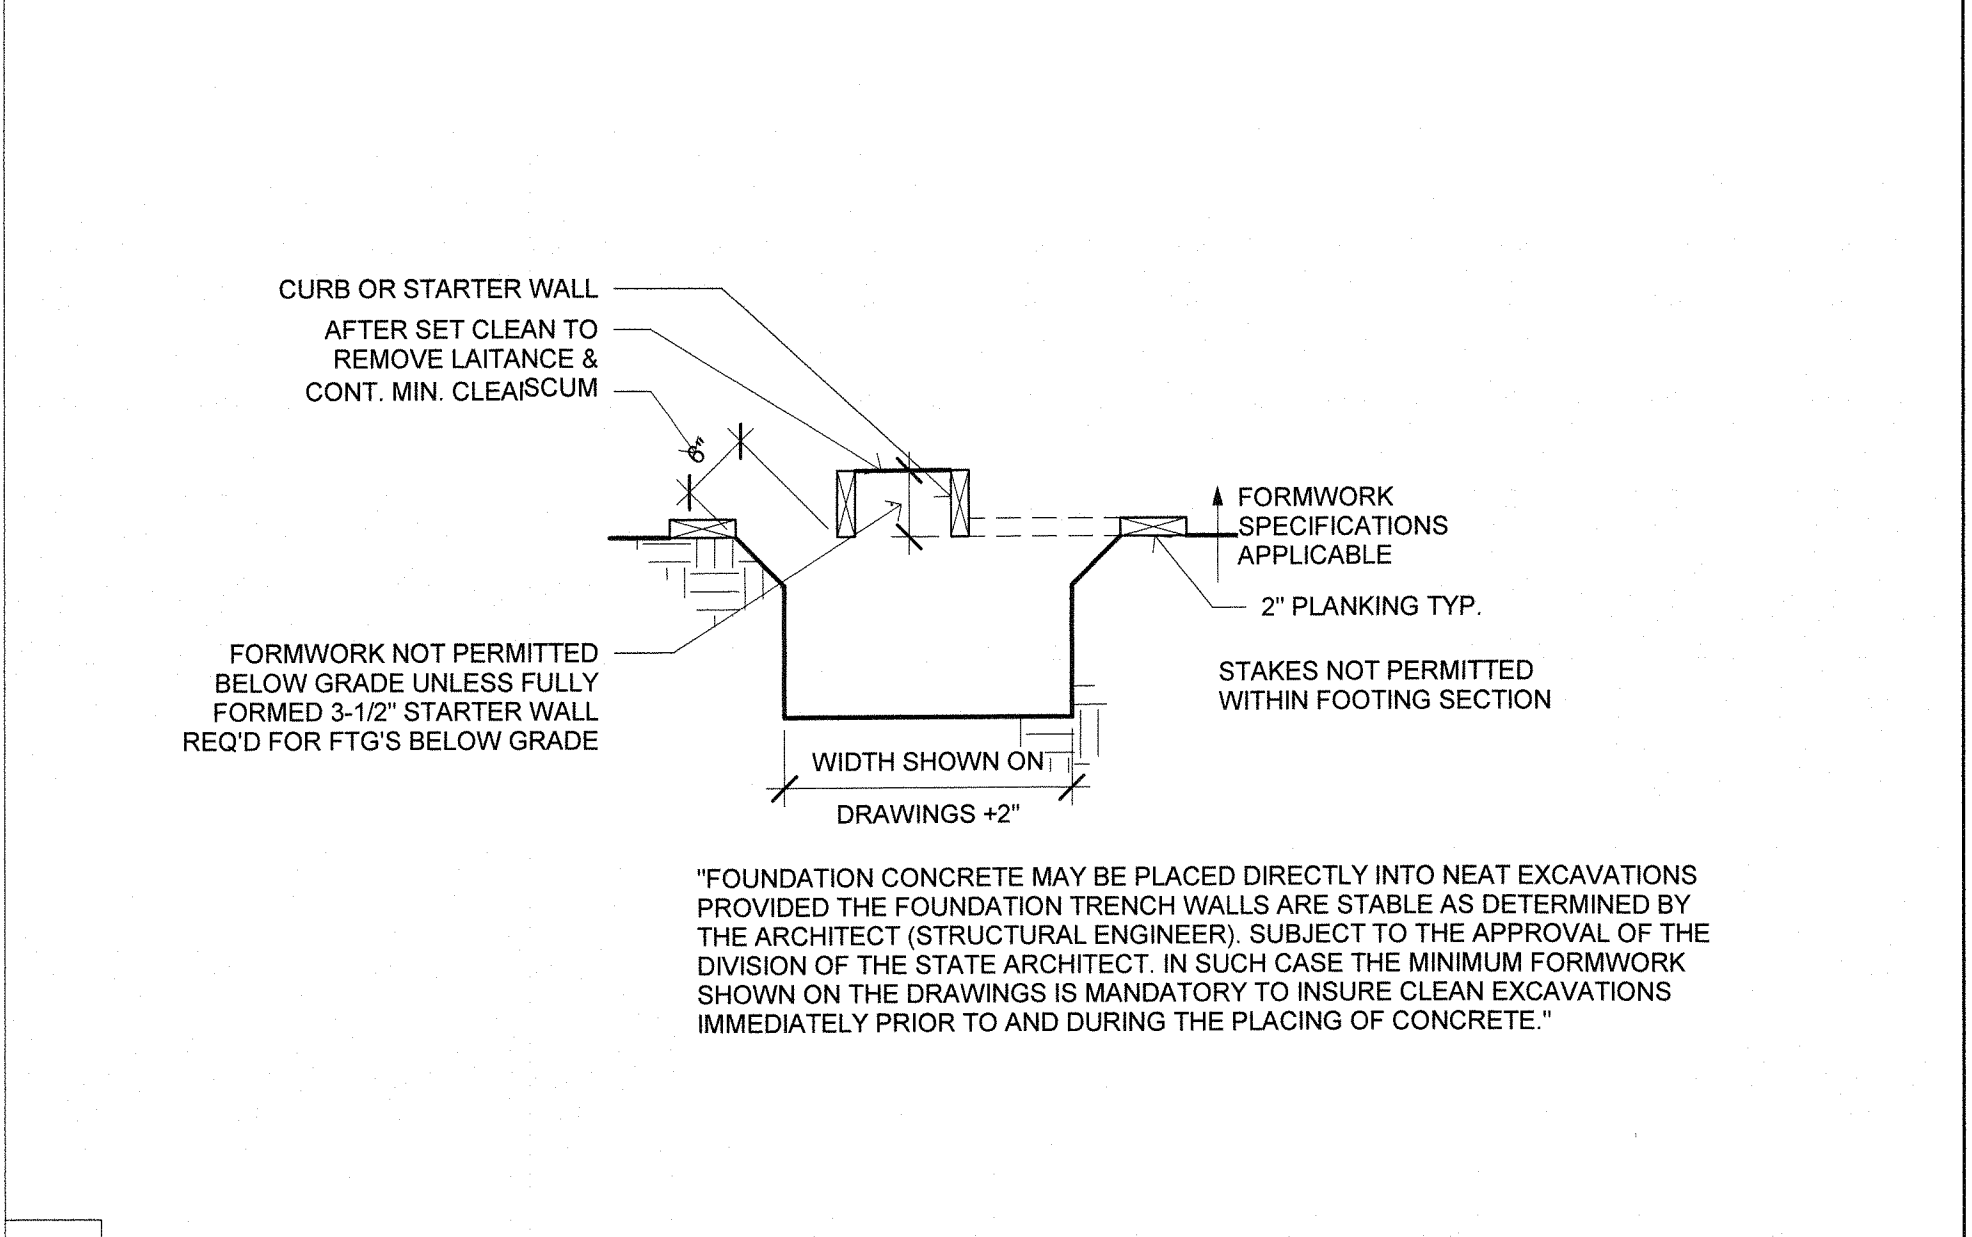 CURB OR STARTER WALL
AFTER SET CLEAN TO
REMOVE LAITANCE &
SCUM
CONT. MIN.
6"
FORMWORK
SPECIFICATIONS
APPLICABLE
2" PLANKING TYP.
FORMWORK NOT PERMITTED
BELOW GRADE UNLESS FULLY
FORMED 3-1/2" STARTER WALL
REQ'D FOR FTG'S BELOW GRADE
STAKES NOT PERMITTED
WITHIN FOOTING SECTION
WIDTH SHOWN ON
DRAWINGS +2"
"FOUNDATION CONCRETE MAY BE PLACED DIRECTLY INTO NEAT EXCAVATIONS
PROVIDED THE FOUNDATION TRENCH WALLS ARE STABLE AS DETERMINED BY
THE ARCHITECT (STRUCTURAL ENGINEER). SUBJECT TO THE APPROVAL OF THE
DIVISION OF THE STATE ARCHITECT. IN SUCH CASE THE MINIMUM FORMWORK
SHOWN ON THE DRAWINGS IS MANDATORY TO INSURE CLEAN EXCAVATIONS
IMMEDIATELY PRIOR TO AND DURING THE PLACING OF CONCRETE."